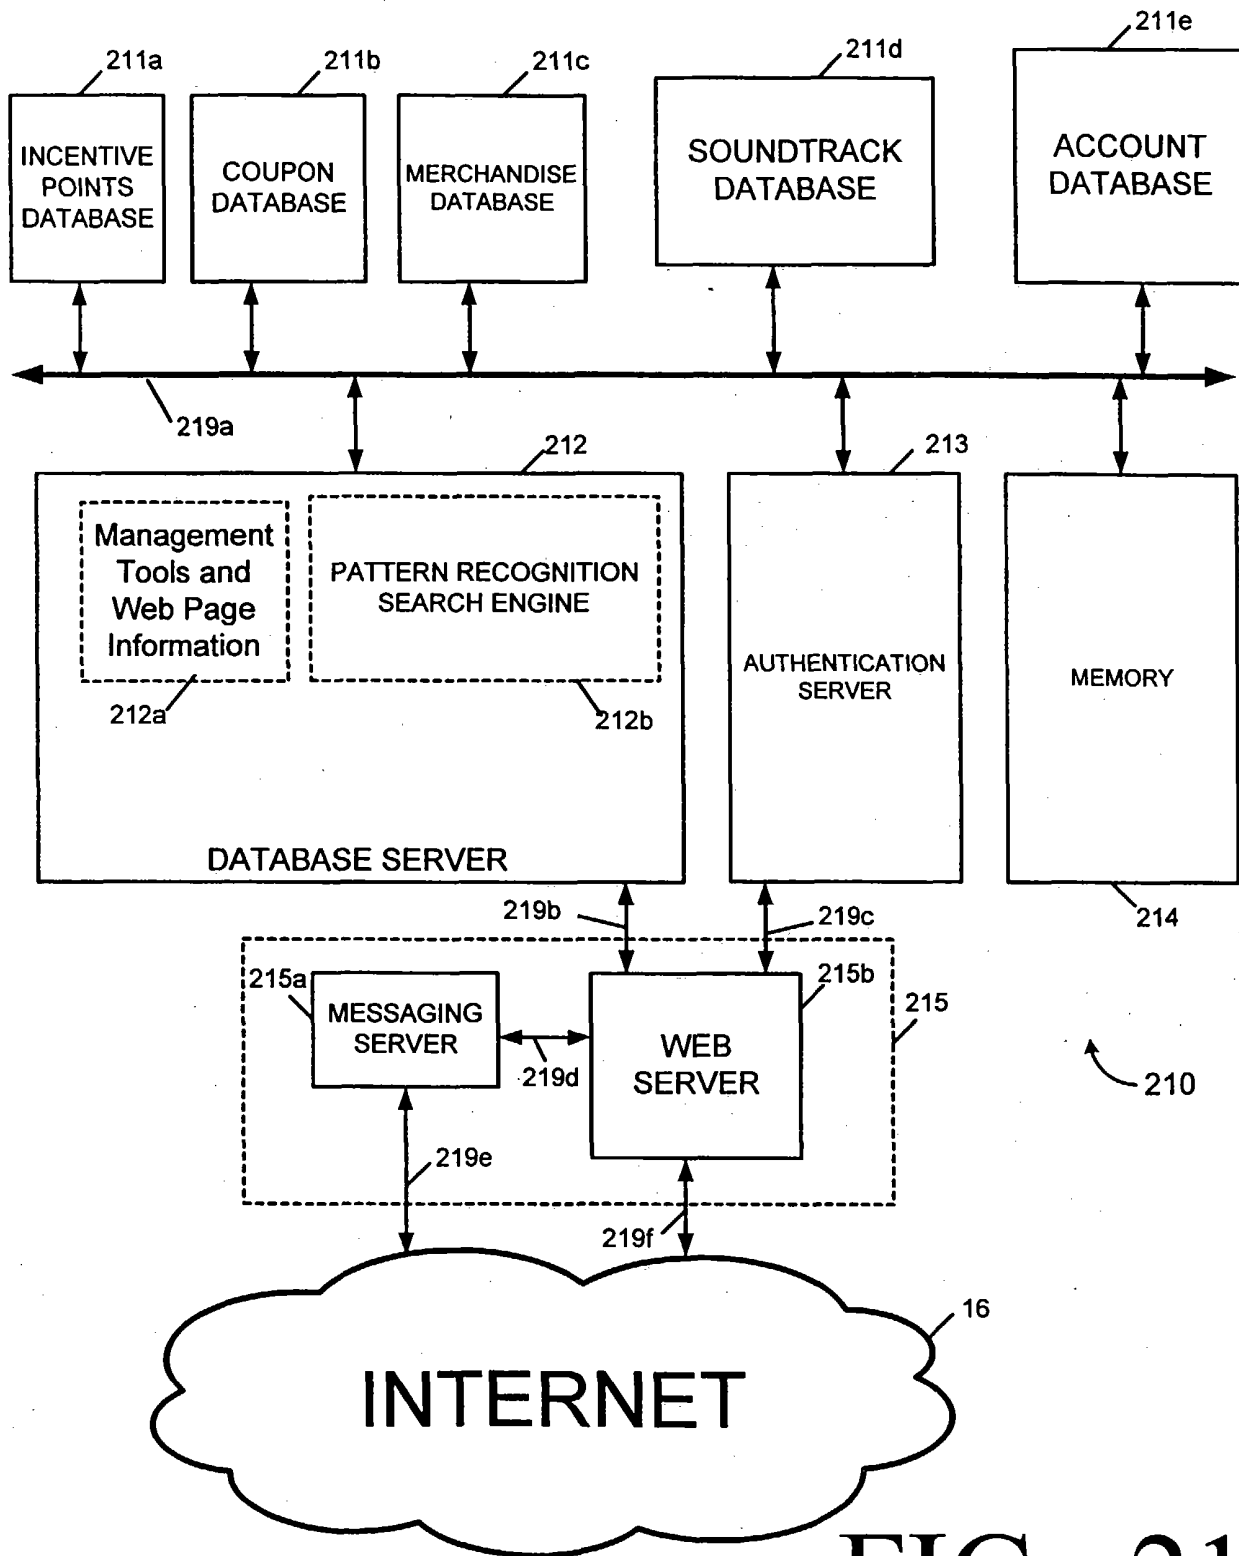 211a
211b
211c
211d
211e
INCENTIVE
POINTS
DATABASE
COUPON
DATABASE
MERCHANDISE
DATABASE
SOUNDTRACK
DATABASE
ACCOUNT
DATABASE
219a
212
213
Management
Tools and
Web Page
Information
212a
PATTERN RECOGNITION
SEARCH ENGINE
212b
DATABASE SERVER
AUTHENTICATION
SERVER
MEMORY
214
219b
219c
215a
MESSAGING
SERVER
219d
WEB
SERVER
215b
215
210
219e
219f
16
INTERNET
FIG. 21